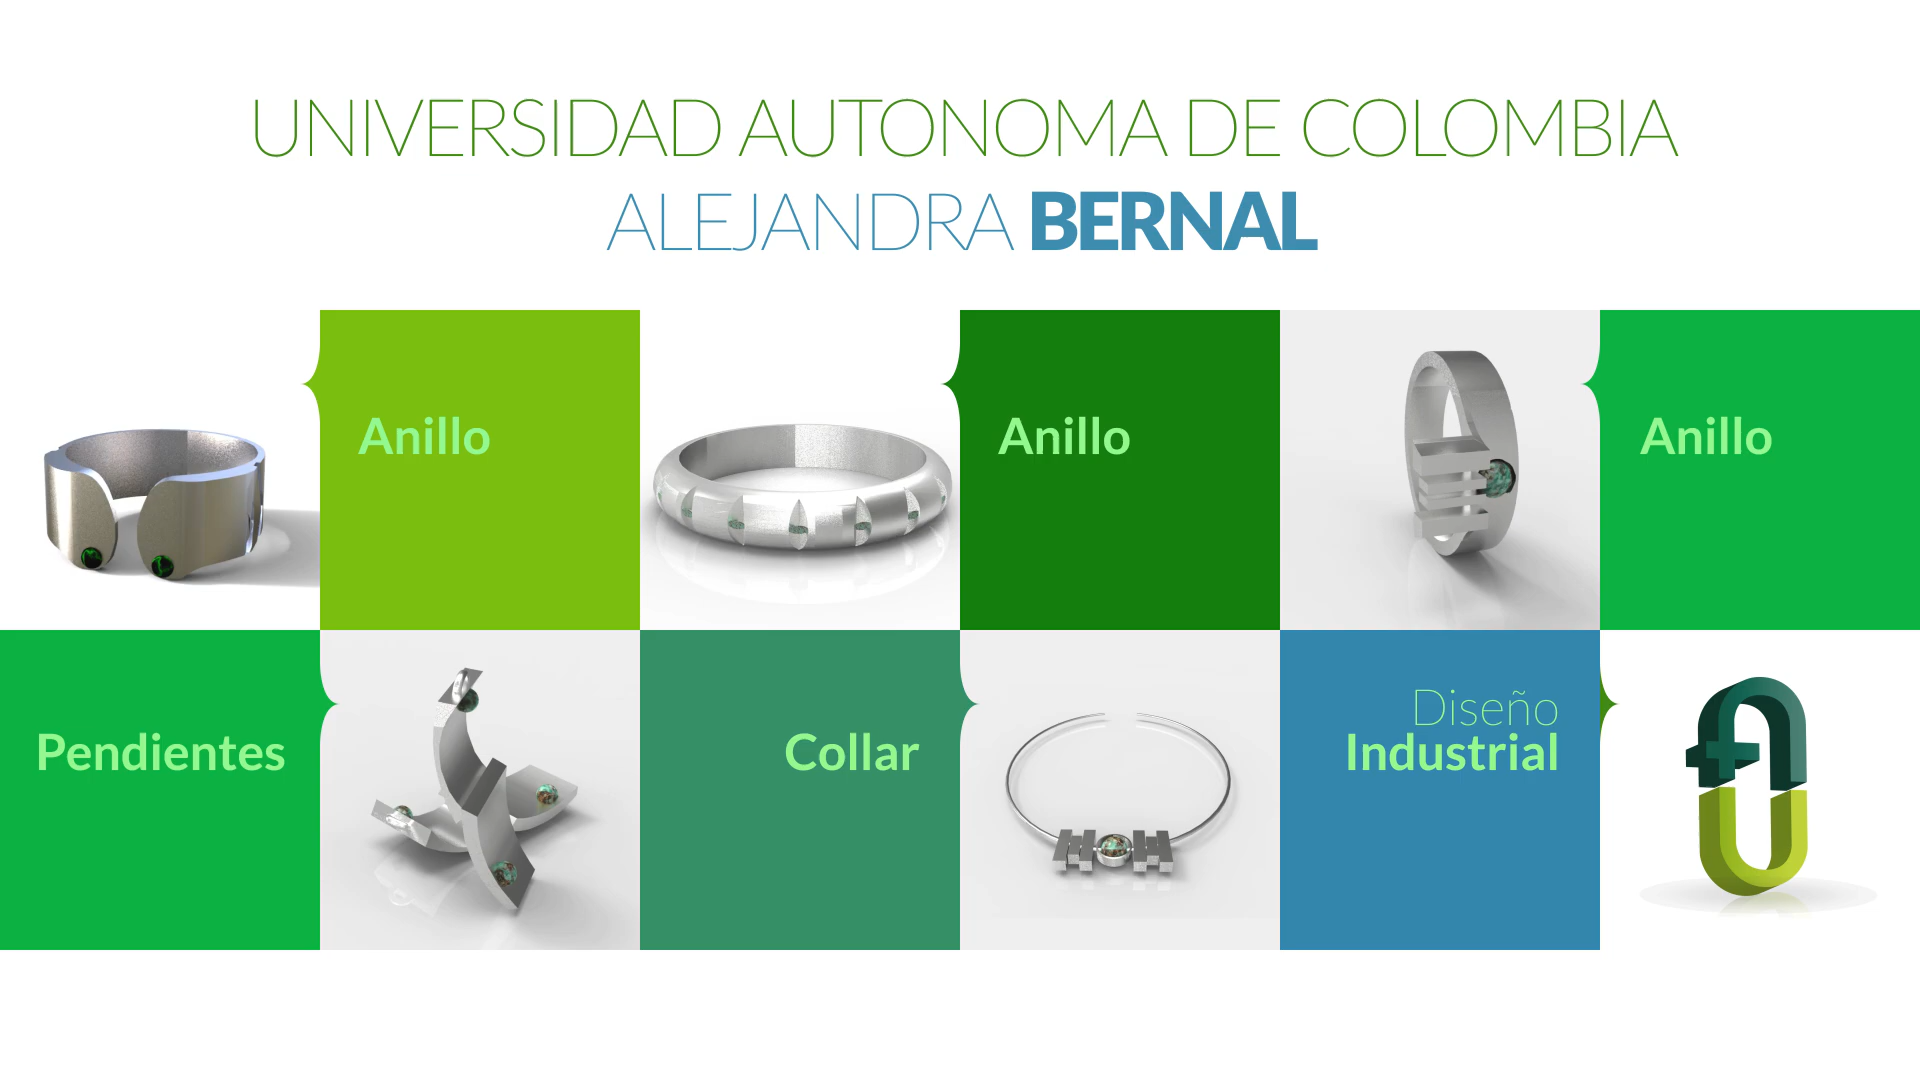 UNIVERSIDAD AUTONOMA DE COLOMBIA
ALEJANDRA BERNAL
Anillo
Anillo
Anillo
Pendientes
Collar
Diseño
Industrial